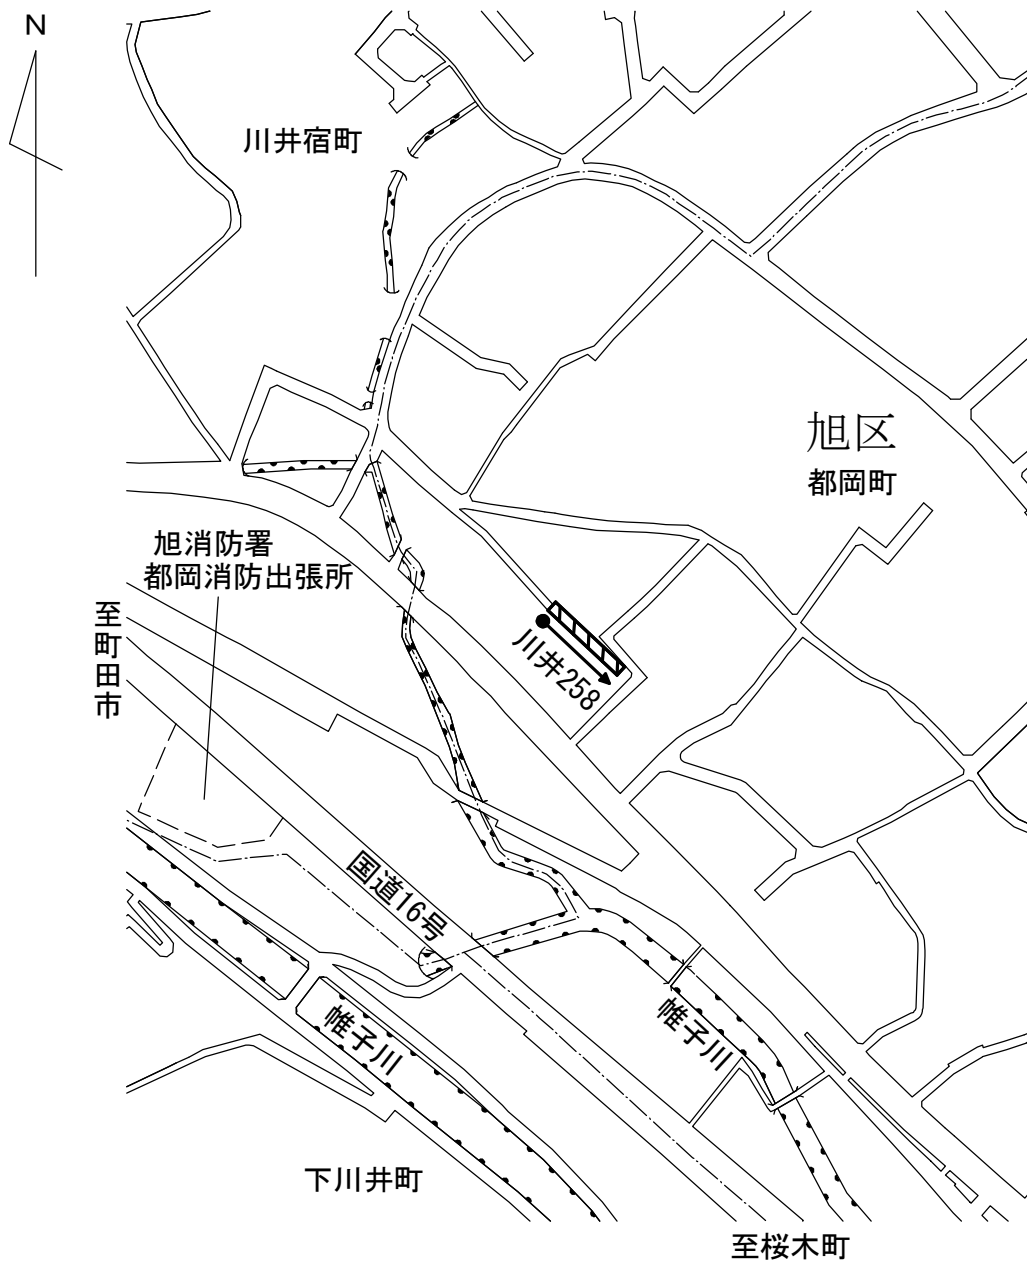 N
川井宿町
旭区
都岡町
旭消防署
都岡消防出張所
至町田市
川井258
国道16号
帷子川
帷子川
下川井町
至桜木町